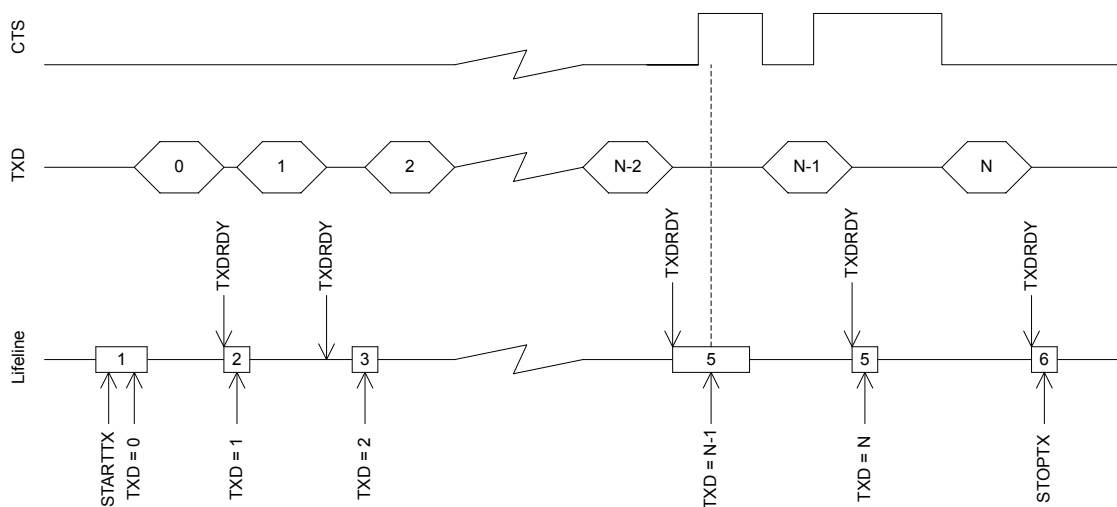 CTS
TXD
0
1
2
N-2
N-1
N
TXDRDY
TXDRDY
TXDRDY
TXDRDY
TXDRDY
Lifeline
1
2
3
5
5
6
STARTTX
TXD = 0
TXD = 1
TXD = 2
TXD = N-1
TXD = N
STOPTX